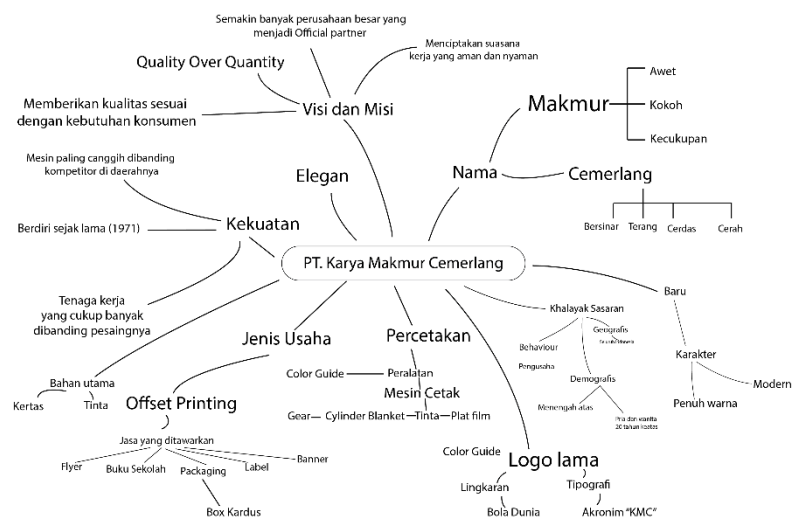 Semakin banyak perusahaan besar yang
menjadi Official partner
Menciptakan suasana
kerja yang aman dan nyaman
Quality Over Quantity
Memberikan kualitas sesuai
dengan kebutuhan konsumen
Visi dan Misi
Makmur
Awet
Kokoh
Kecukupan
Mesin paling canggih dibanding
kompetitor di daerahnya
Elegan
Nama
Cemerlang
Bersinar
Terang
Cerdas
Cerah
Kekuatan
Berdiri sejak lama (1971)
Tenaga kerja
yang cukup banyak
dibanding pesaingnya
PT. Karya Makmur Cemerlang
Baru
Karakter
Modern
Penuh warna
Khalayak Sasaran
Geografis
Behaviour
Pengusaha
Demografis
Menengah atas
Pria dan wanita
20 tahun keatas
Jenis Usaha
Percetakan
Color Guide
Peralatan
Mesin Cetak
Gear
Cylinder Blanket
Tinta
Plat film
Bahan utama
Kertas
Tinta
Offset Printing
Jasa yang ditawarkan
Flyer
Buku Sekolah
Packaging
Label
Banner
Box Kardus
Color Guide
Logo lama
Lingkaran
Bola Dunia
Tipografi
Akronim "KMC"